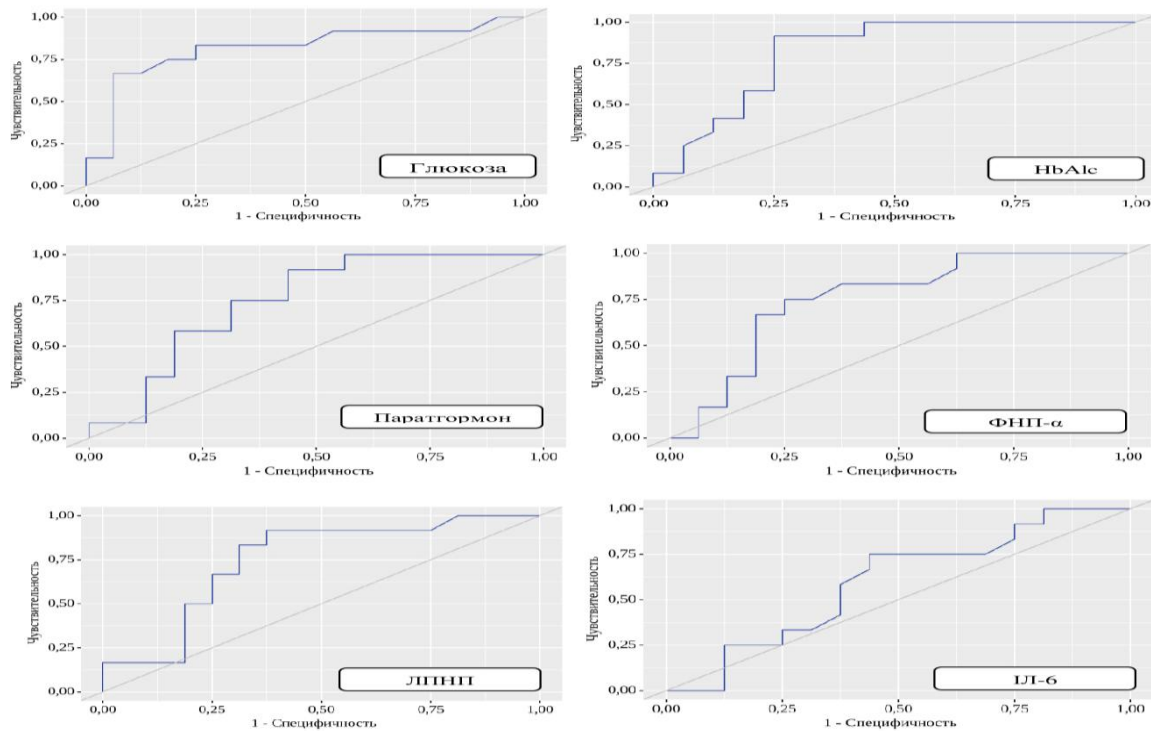 1,00
0,75
0,50
0,25
0,00
Чувствительность
0,00 0,25 0,50 0,75 1,00
1 - Специфичность
Глюкоза
1,00
0,75
0,50
0,25
0,00
Чувствительность
0,00 0,25 0,50 0,75 1,00
1 - Специфичность
HbAlc
1,00
0,75
0,50
0,25
0,00
Чувствительность
0,00 0,25 0,50 0,75 1,00
1 - Специфичность
Паратгормон
1,00
0,75
0,50
0,25
0,00
Чувствительность
0,00 0,25 0,50 0,75 1,00
1 - Специфичность
ФНП-α
1,00
0,75
0,50
0,25
0,00
Чувствительность
0,00 0,25 0,50 0,75 1,00
1 - Специфичность
ЛПНП
1,00
0,75
0,50
0,25
0,00
Чувствительность
0,00 0,25 0,50 0,75 1,00
1 - Специфичность
ІЛ-6